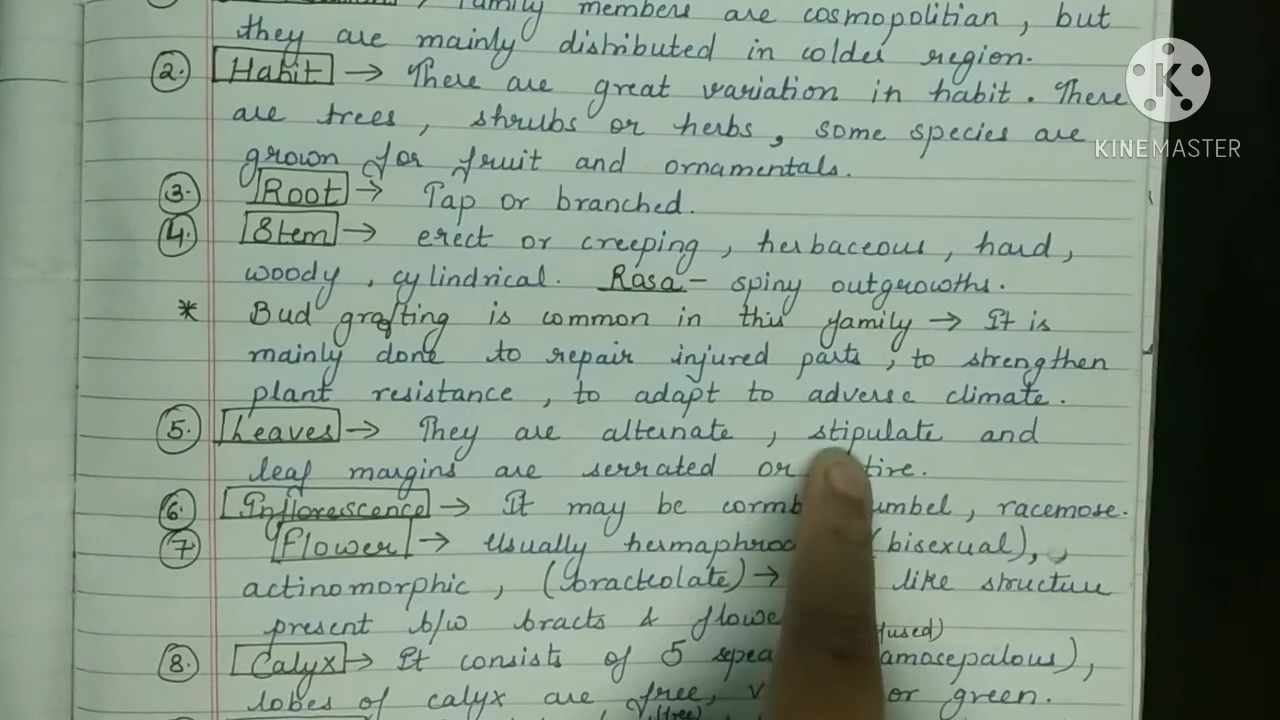 family members are cosmopolitian, but
they are mainly distributed in colder region.
2. Habit → There are great variation in habit. There
are trees, shrubs or herbs, some species are
grown for fruit and ornamentals.
3. Root → Tap or branched.
4. Stem → erect or creeping, herbaceous, hard,
woody, cylindrical. Rosa - spiny outgrowths.
* Bud grafting is common in this family → It is
mainly done to repair injured parts, to strengthen
plant resistance, to adapt to adverse climate.
5. Leaves → They are alternate, stipulate and
leaf margins are serrated or
6. Inflorescence → It may be umbel, racemose.
7 Flower → Usually (bisexual),
actinomorphic, (bracteolate) → like structure
present b/w bracts &
(fused)
8. Calyx → It consists of 5
lobes of calyx are free, or green.
(free)
K
KINEMASTER